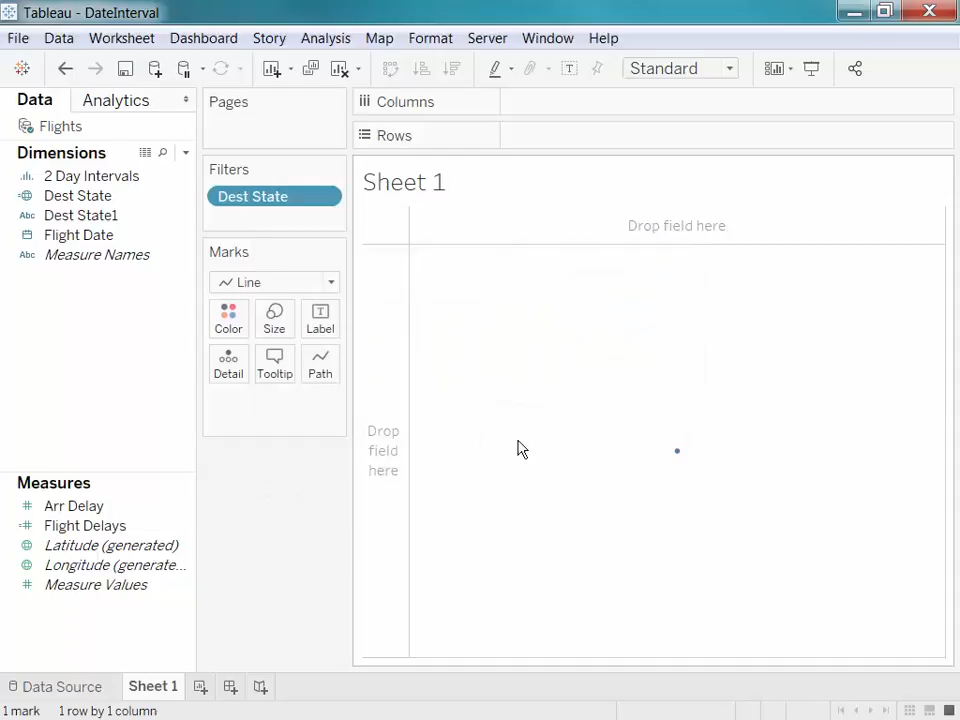 Tableau - DateInterval
File Data Worksheet Dashboard Story Analysis Map Format Server Window Help
Standard
Data Analytics
Flights
Dimensions
2 Day Intervals
Dest State
Abc Dest State1
Flight Date
Abc Measure Names
Measures
Arr Delay
Flight Delays
Latitude (generated)
Longitude (generate...
Measure Values
Pages
Filters
Dest State
Marks
Line
Color Size Label
Detail Tooltip Path
Columns
Rows
Sheet 1
Drop field here
Drop
field
here
Data Source Sheet 1
1 mark 1 row by 1 column